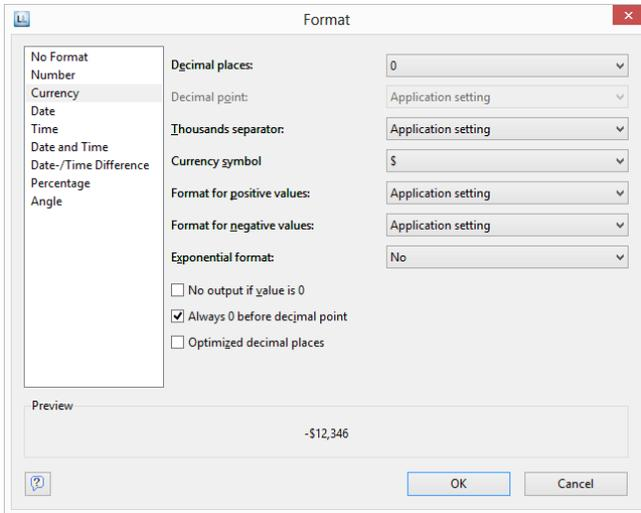 Format
No Format
Number
Currency
Date
Time
Date and Time
Date-/Time Difference
Percentage
Angle
Decimal places: 0
Decimal point: Application setting
Thousands separator: Application setting
Currency symbol $
Format for positive values: Application setting
Format for negative values: Application setting
Exponential format: No
No output if value is 0
Always 0 before decimal point
Optimized decimal places
Preview
-$12,346
OK Cancel